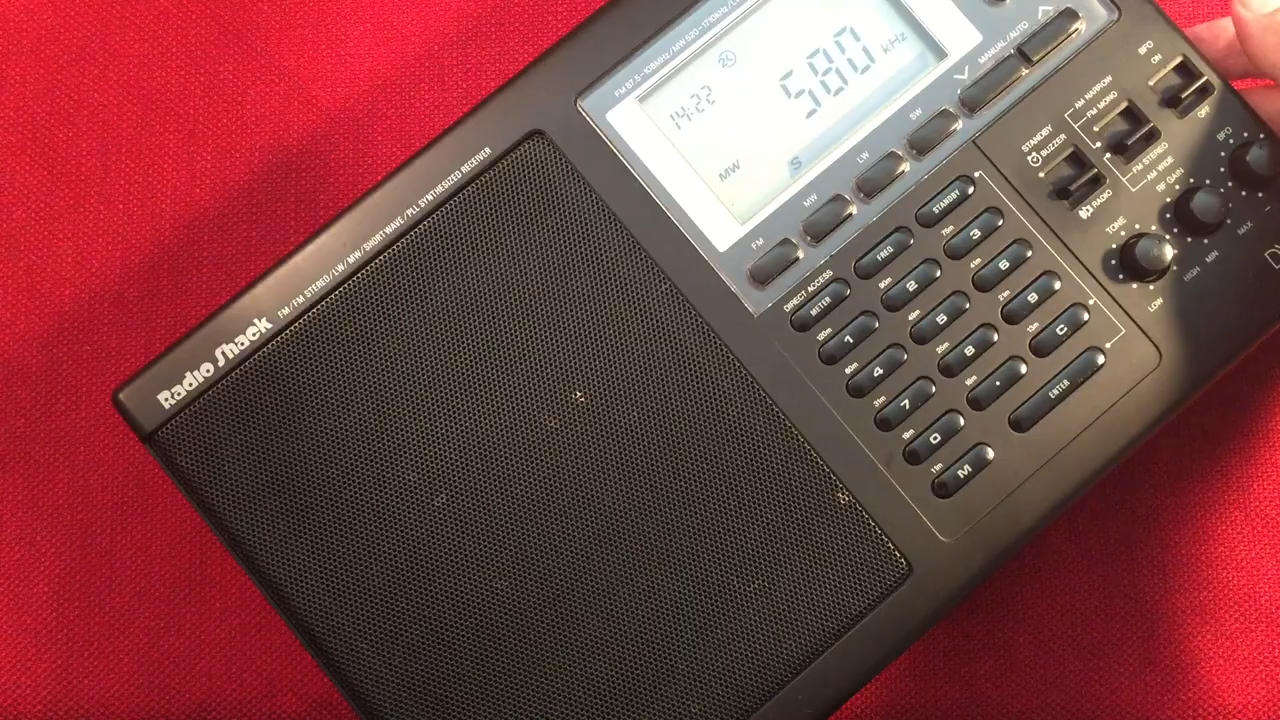 Radio Shack
FM/FM STEREO/LW/MW/SHORTWAVE/PLL SYNTHESIZED RECEIVER
FM 87.5-108MHz/MW 520-1710kHz/LW
14:22
580 kHz
MW
S
FM
MW
LW
SW
MANUAL/AUTO
DIRECT ACCESS
METER
FREQ
STANDBY
120m 1
90m 2
75m 3
60m 4
49m 5
41m 6
31m 7
25m 8
21m 9
19m 0
16m .
13m C
11m M
ENTER
STANDBY
BUZZER
RADIO
AM NARROW
FM MONO
FM STEREO
AM WIDE
BFO
ON
OFF
TONE
HIGH
LOW
RF GAIN
MIN
MAX
BFO